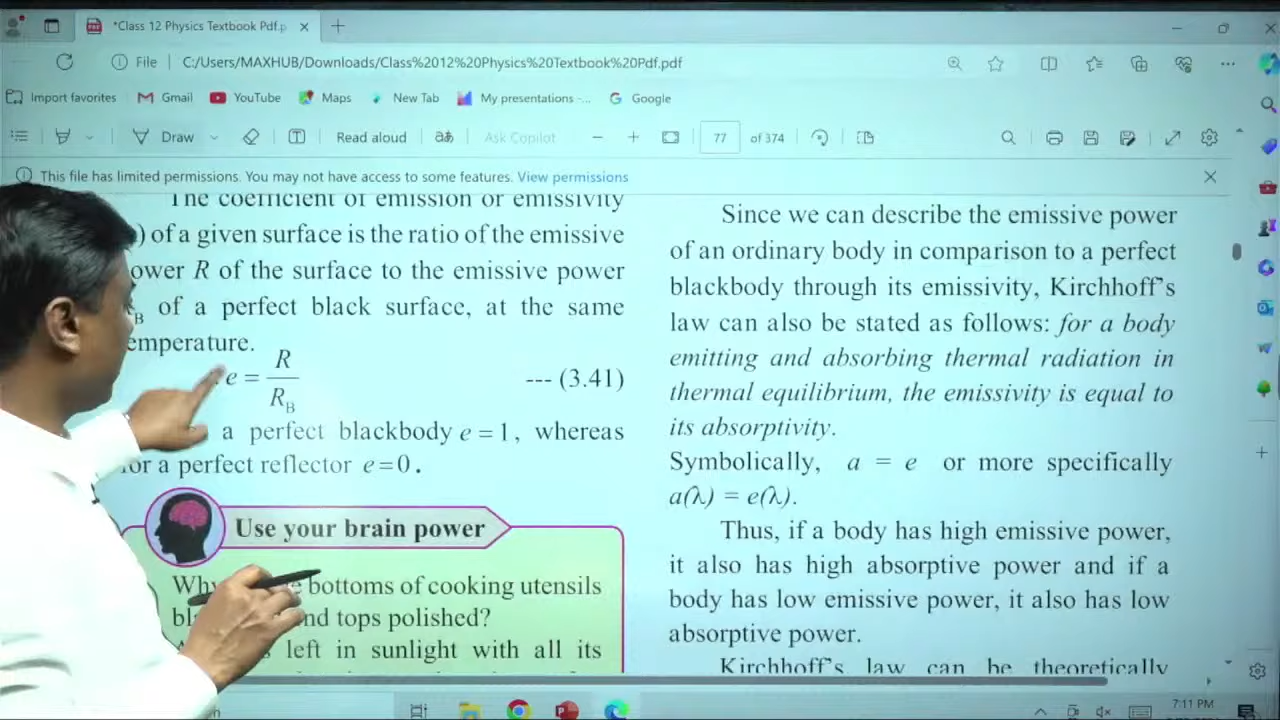 *Class 12 Physics Textbook Pdf.p
File
C:/Users/MAXHUB/Downloads/Class%2012%20Physics%20Textbook%20Pdf.pdf
Import favorites
Gmail
YouTube
Maps
New Tab
My presentations -...
Google
Draw
Read aloud
aあ
Ask Copilot
77
of 374
This file has limited permissions. You may not have access to some features. View permissions
The coefficient of emission or emissivity
) of a given surface is the ratio of the emissive
ower R of the surface to the emissive power
B of a perfect black surface, at the same
emperature.
e = R / R_B --- (3.41)
a perfect blackbody e = 1, whereas
for a perfect reflector e=0.
Use your brain power
bottoms of cooking utensils
and tops polished?
left in sunlight with all its
Since we can describe the emissive power
of an ordinary body in comparison to a perfect
blackbody through its emissivity, Kirchhoff's
law can also be stated as follows: for a body
emitting and absorbing thermal radiation in
thermal equilibrium, the emissivity is equal to
its absorptivity.
Symbolically, a = e or more specifically
a(λ) = e(λ).
Thus, if a body has high emissive power,
it also has high absorptive power and if a
body has low emissive power, it also has low
absorptive power.
Kirchhoff's law can be theoretically
7:11 PM